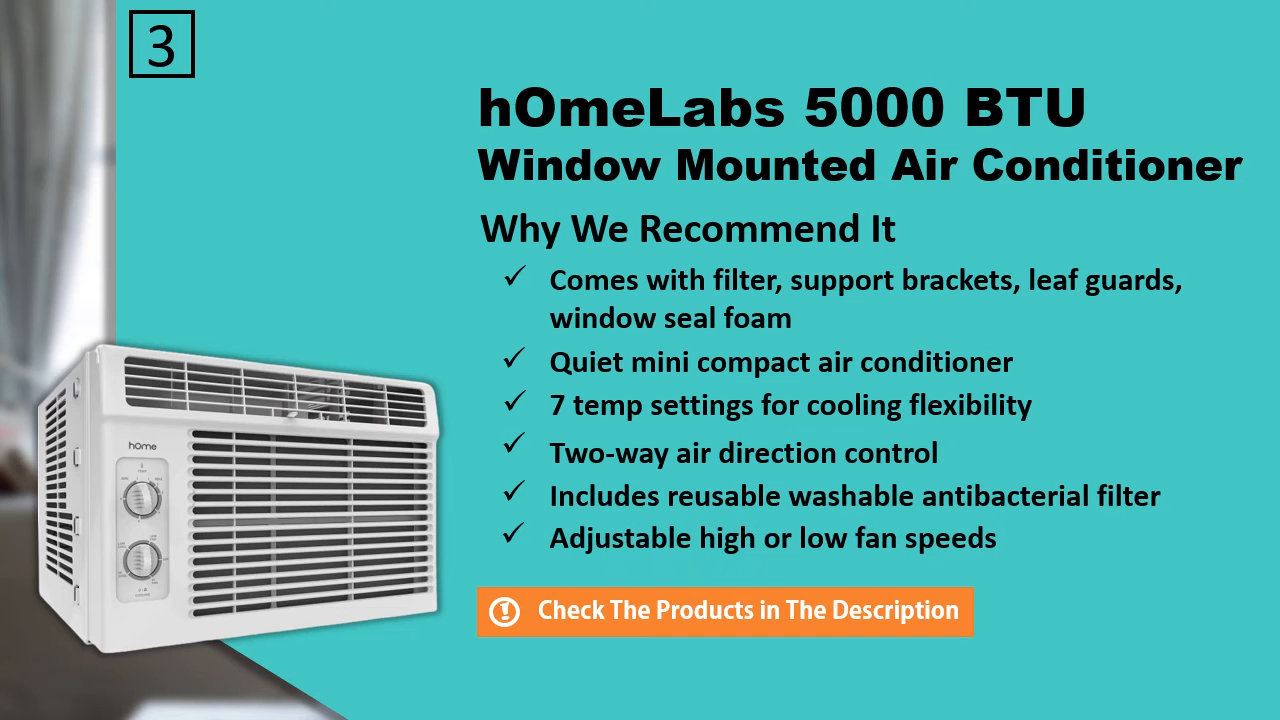 3
hOmeLabs 5000 BTU
Window Mounted Air Conditioner
Why We Recommend It
✓ Comes with filter, support brackets, leaf guards,
window seal foam
✓ Quiet mini compact air conditioner
✓ 7 temp settings for cooling flexibility
✓ Two-way air direction control
✓ Includes reusable washable antibacterial filter
✓ Adjustable high or low fan speeds
hOme
Check The Products in The Description